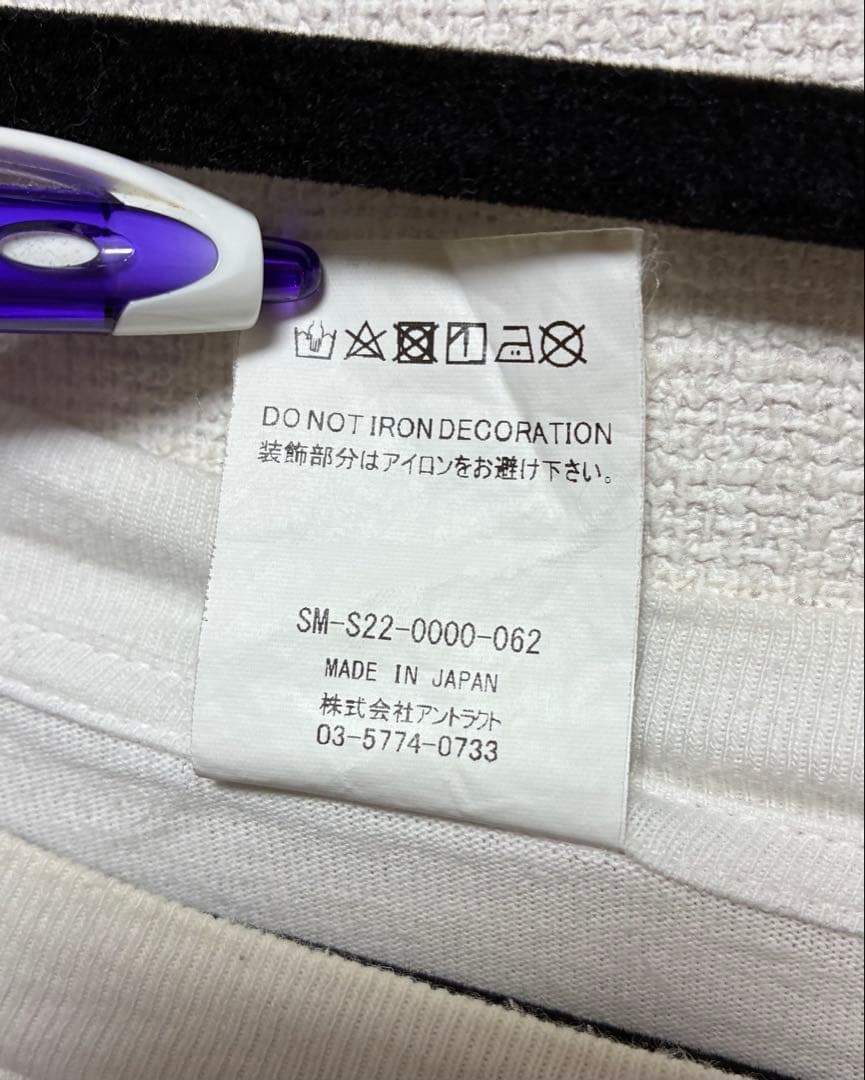 DO NOT IRON DECORATION
装飾部分はアイロンをお避け下さい。
SM-S22-0000-062
MADE IN JAPAN
株式会社アントラクト
03-5774-0733